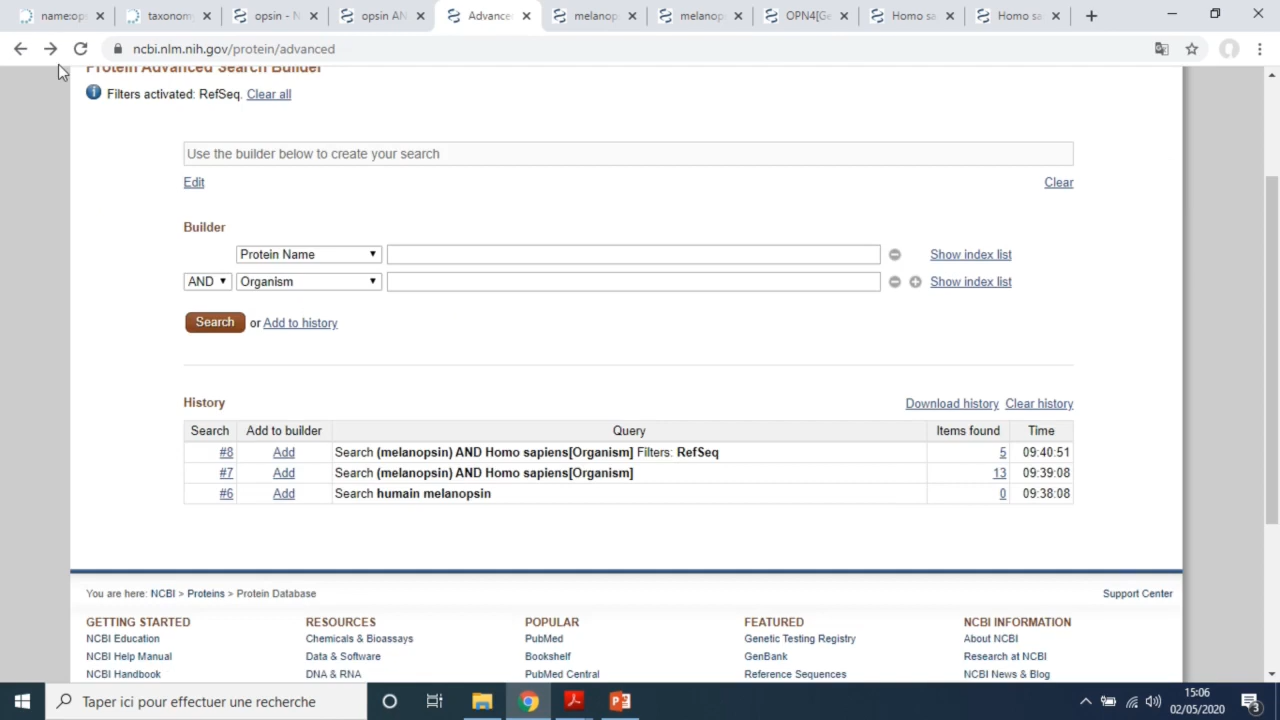 name:op
taxonom
opsin - N
opsin AN
Advance
melanop
melanop
OPN4[Ge
Homo sa
Homo sa
ncbi.nlm.nih.gov/protein/advanced
Protein Advanced Search Builder
Filters activated: RefSeq. Clear all
Use the builder below to create your search
Edit Clear
Builder
Protein Name Show index list
AND Organism Show index list
Search or Add to history
History Download history Clear history
Search Add to builder Query Items found Time
#8 Add Search (melanopsin) AND Homo sapiens[Organism] Filters: RefSeq 5 09:40:51
#7 Add Search (melanopsin) AND Homo sapiens[Organism] 13 09:39:08
#6 Add Search humain melanopsin 0 09:38:08
You are here: NCBI > Proteins > Protein Database Support Center
GETTING STARTED RESOURCES POPULAR FEATURED NCBI INFORMATION
NCBI Education Chemicals & Bioassays PubMed Genetic Testing Registry About NCBI
NCBI Help Manual Data & Software Bookshelf GenBank Research at NCBI
NCBI Handbook DNA & RNA PubMed Central Reference Sequences NCBI News & Blog
Taper ici pour effectuer une recherche
15:06
02/05/2020
3